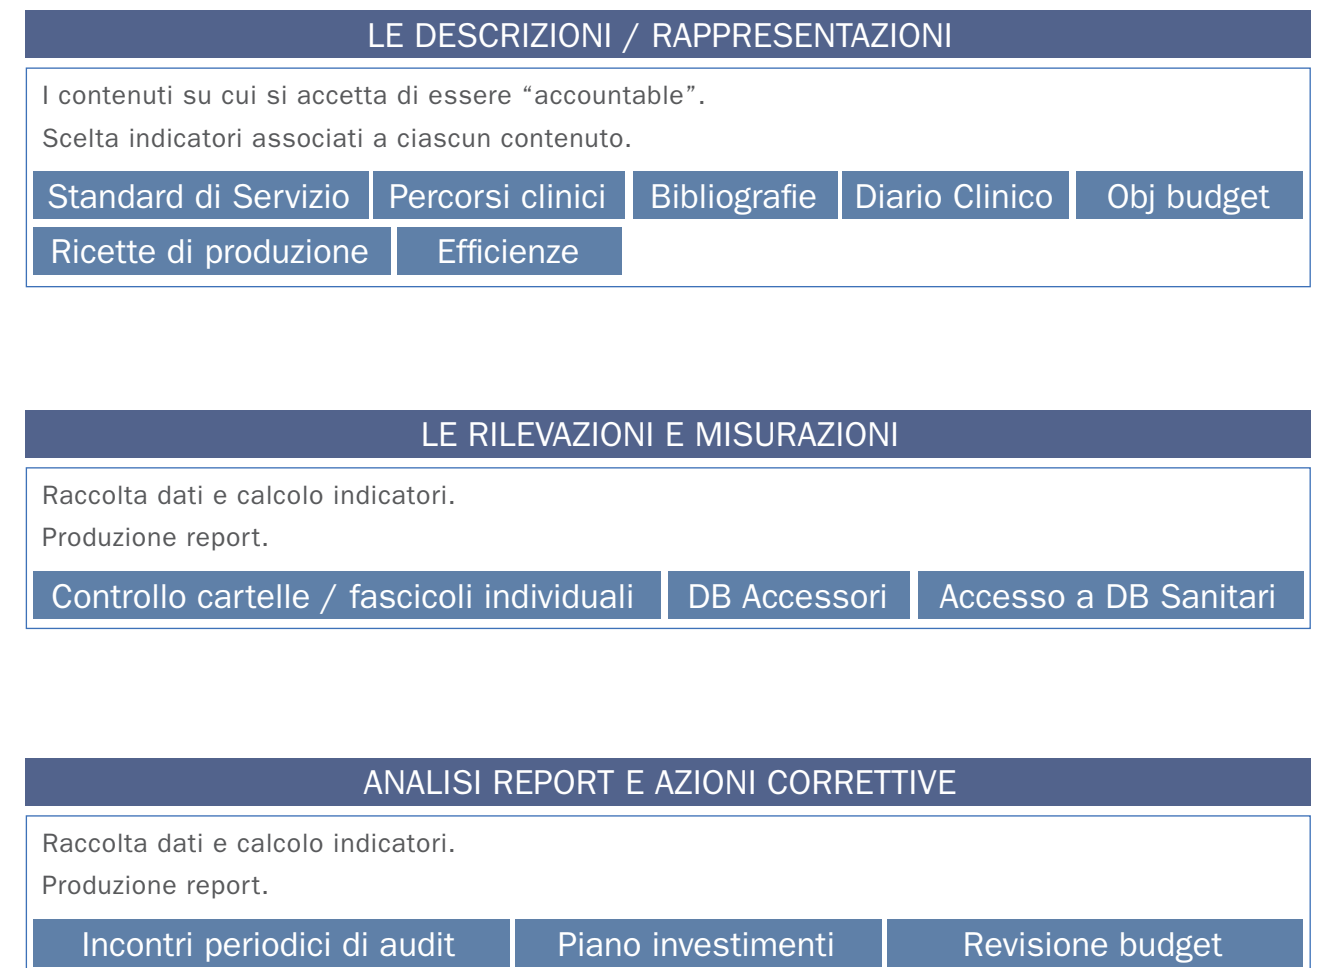 LE DESCRIZIONI / RAPPRESENTAZIONI
I contenuti su cui si accetta di essere “accountable”.
Scelta indicatori associati a ciascun contenuto.
Standard di Servizio Percorsi clinici Bibliografie Diario Clinico Obj budget
Ricette di produzione Efficienze
LE RILEVAZIONI E MISURAZIONI
Raccolta dati e calcolo indicatori.
Produzione report.
Controllo cartelle / fascicoli individuali DB Accessori Accesso a DB Sanitari
ANALISI REPORT E AZIONI CORRETTIVE
Raccolta dati e calcolo indicatori.
Produzione report.
Incontri periodici di audit Piano investimenti Revisione budget